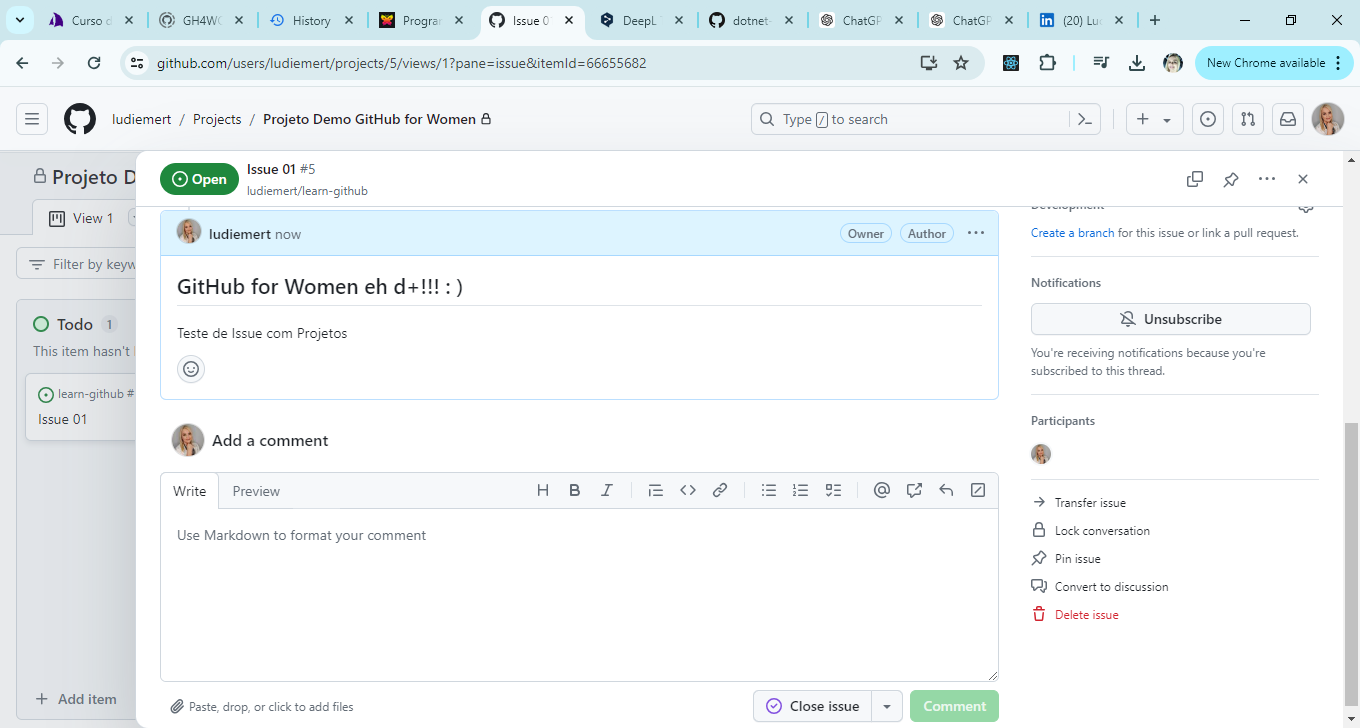 Curso d
GH4WO
History
Program
Issue 01
DeepL T
dotnet-
ChatGP
ChatGP
(20) Lu
github.com/users/ludiemert/projects/5/views/1?pane=issue&itemId=66655682
New Chrome available
ludiemert / Projects / Projeto Demo GitHub for Women
Type / to search
Projeto D
View 1
Filter by keyw
Todo 1
This item hasn't
learn-github #
Issue 01
Add item
Open
Issue 01 #5
ludiemert/learn-github
ludiemert now
Owner
Author
GitHub for Women eh d+!!! : )
Teste de Issue com Projetos
Add a comment
Write
Preview
Use Markdown to format your comment
Paste, drop, or click to add files
Close issue
Comment
Development
Create a branch for this issue or link a pull request.
Notifications
Unsubscribe
You're receiving notifications because you're
subscribed to this thread.
Participants
Transfer issue
Lock conversation
Pin issue
Convert to discussion
Delete issue